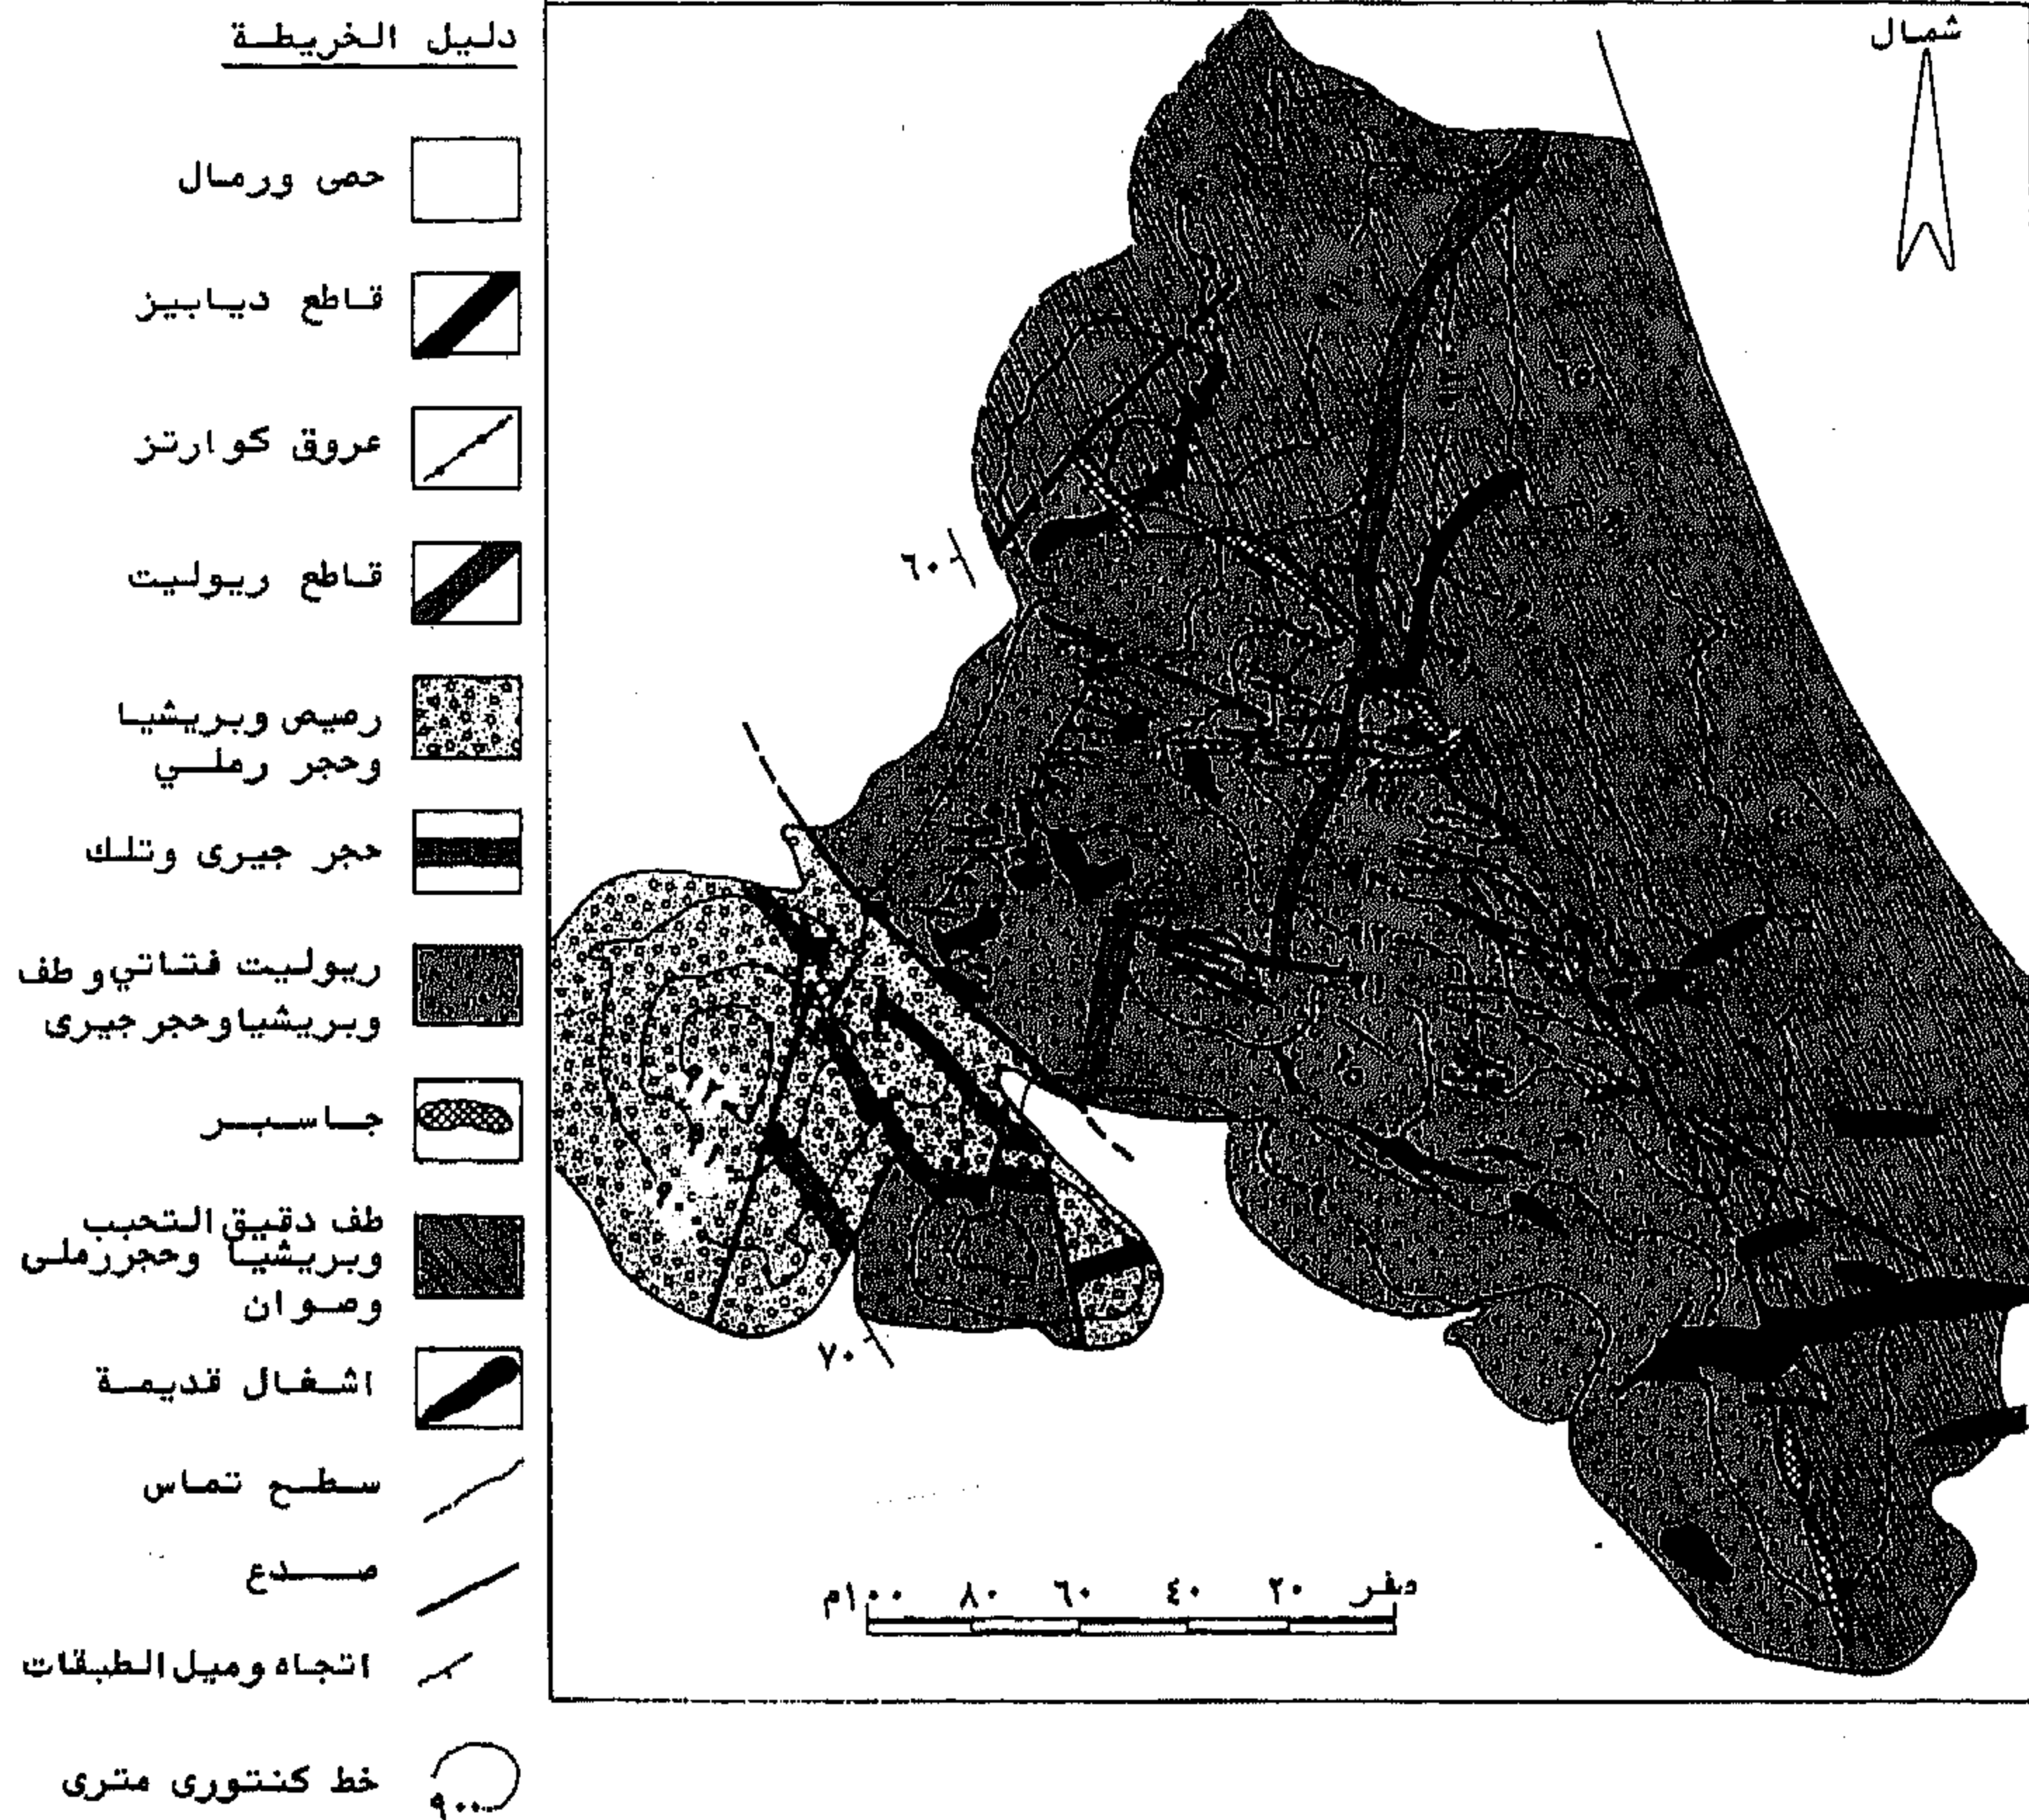 دليل الخريطة
حصى ورمال
قاطع ديابيز
عروق كوارتز
قاطع ريوليت
رصيص وبريشيا
وحجر رملي
حجر جيرى وتلك
ريوليت فتاتي وطف
وبريشيا وحجر جيرى
جاسبر
طف دقيق التحبب
وبريشيا وحجر رملى
وصوان
اشغال قديمة
سطح تماس
صدع
اتجاه وميل الطبقات
خط كنتورى مترى
٩٠٠
شمال
٦٠
٧٠
صفر ٢٠ ٤٠ ٦٠ ٨٠ ١٠٠م